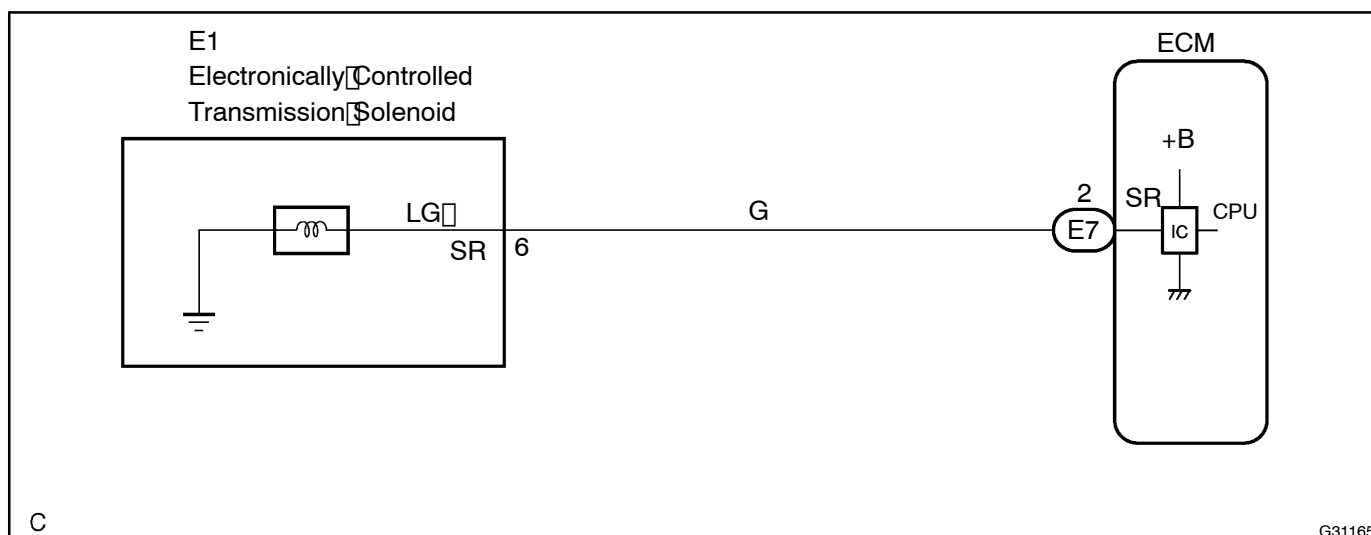 E1
Electronically Controlled
Transmission Solenoid
ECM
+B
2
SR
CPU
LG
G
SR
6
E7
IC
C
G31165